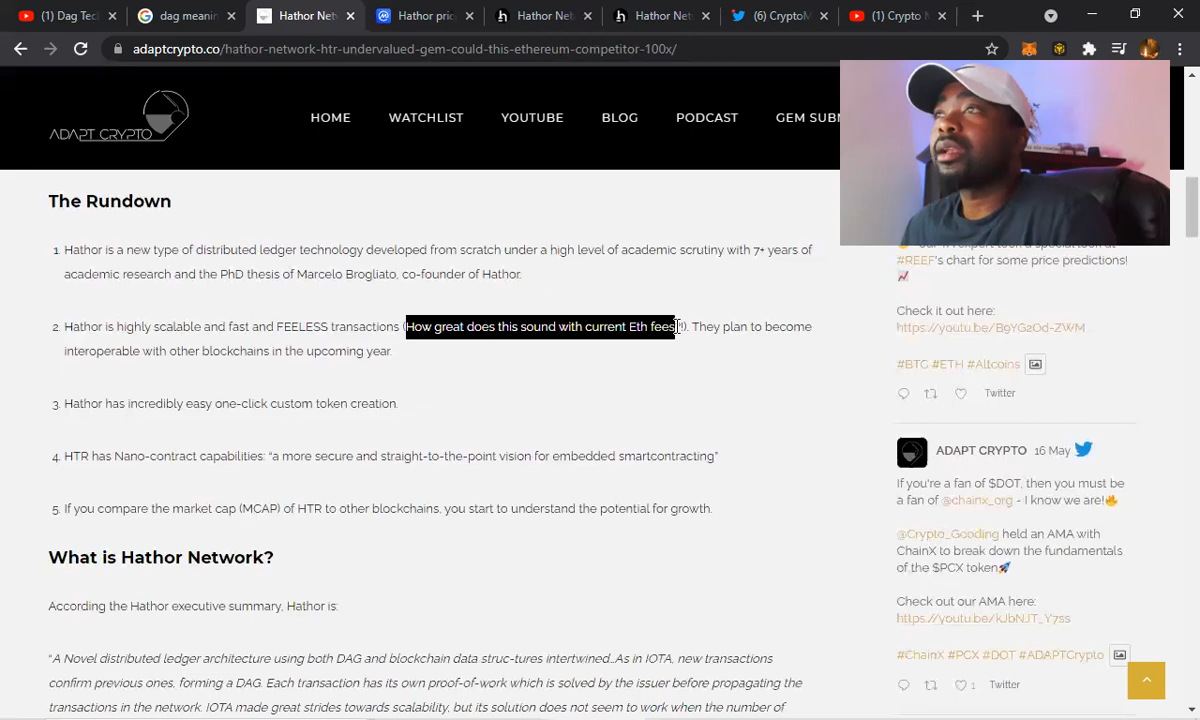 (1) Dag Tech
dag meanin
Hathor Net
Hathor pric
Hathor Net
Hathor Net
(6) CryptoM
(1) Crypto N
adaptcrypto.co/hathor-network-htr-undervalued-gem-could-this-ethereum-competitor-100x/
ADAPT CRYPTO
HOME WATCHLIST YOUTUBE BLOG PODCAST GEM SUBM
The Rundown
1. Hathor is a new type of distributed ledger technology developed from scratch under a high level of academic scrutiny with 7+ years of
academic research and the PhD thesis of Marcelo Brogliato, co-founder of Hathor.
2. Hathor is highly scalable and fast and FEELESS transactions (How great does this sound with current Eth fees?!). They plan to become
interoperable with other blockchains in the upcoming year.
3. Hathor has incredibly easy one-click custom token creation.
4. HTR has Nano-contract capabilities: “a more secure and straight-to-the-point vision for embedded smartcontracting”
5. If you compare the market cap (MCAP) of HTR to other blockchains, you start to understand the potential for growth.
What is Hathor Network?
According the Hathor executive summary, Hathor is:
“A Novel distributed ledger architecture using both DAG and blockchain data struc-tures intertwined…As in IOTA, new transactions
confirm previous ones, forming a DAG. Each transaction has its own proof-of-work which is solved by the issuer before propagating the
transactions in the network. IOTA made great strides towards scalability, but its solution does not seem to work when the number of
#REEF's chart for some price predictions!
Check it out here:
https://youtu.be/B9YG2Od-ZWM
#BTC #ETH #Altcoins
Twitter
ADAPT CRYPTO 16 May
If you're a fan of $DOT, then you must be
a fan of @chainx_org - I know we are!
@Crypto_Gooding held an AMA with
ChainX to break down the fundamentals
of the $PCX token
Check out our AMA here:
https://youtu.be/kJbNJT_Y7ss
#ChainX #PCX #DOT #ADAPTCrypto
1 Twitter